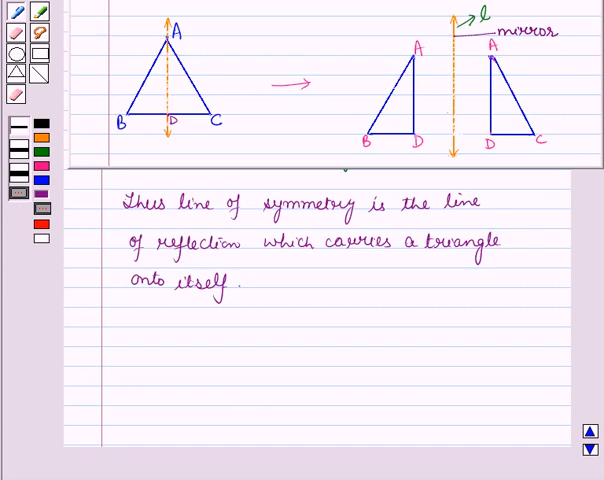 A
B
D
C
l
mirror
A
B
D
A
D
C
Thus line of symmetry is the line
of reflection which carries a triangle
onto itself.